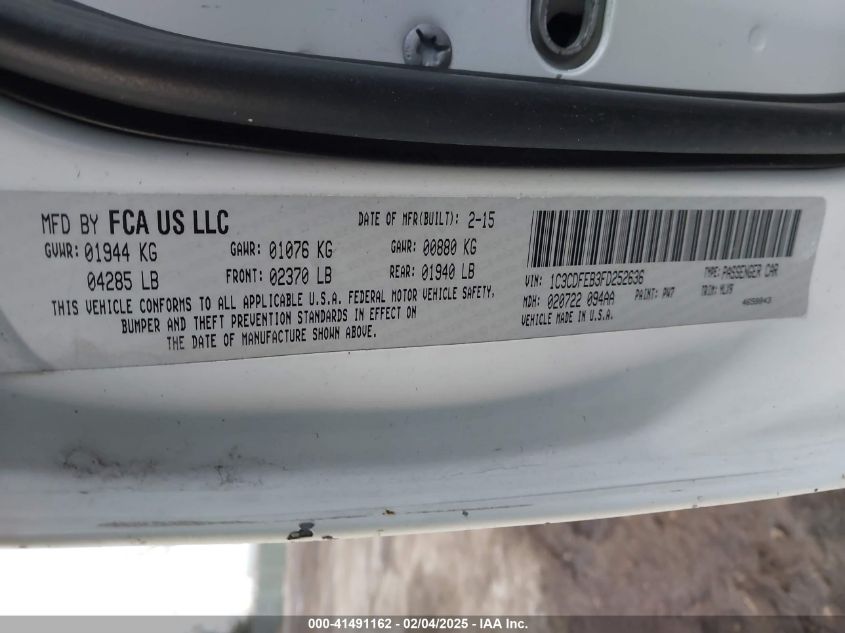 MFD BY FCA US LLC DATE OF MFR(BUILT): 2-15
GVWR: 01944 KG GAWR: 01076 KG GAWR: 00880 KG
04285 LB FRONT: 02370 LB REAR: 01940 LB
THIS VEHICLE CONFORMS TO ALL APPLICABLE U.S.A. FEDERAL MOTOR VEHICLE SAFETY,
BUMPER AND THEFT PREVENTION STANDARDS IN EFFECT ON
THE DATE OF MANUFACTURE SHOWN ABOVE.
VIN: 1C3CDFEB3FD252636 TYPE: PASSENGER CAR
MDH: 020722 094AA PAINT: PW7 TRIM: MLX9
VEHICLE MADE IN U.S.A.
000-41491162 - 02/04/2025 - IAA Inc.